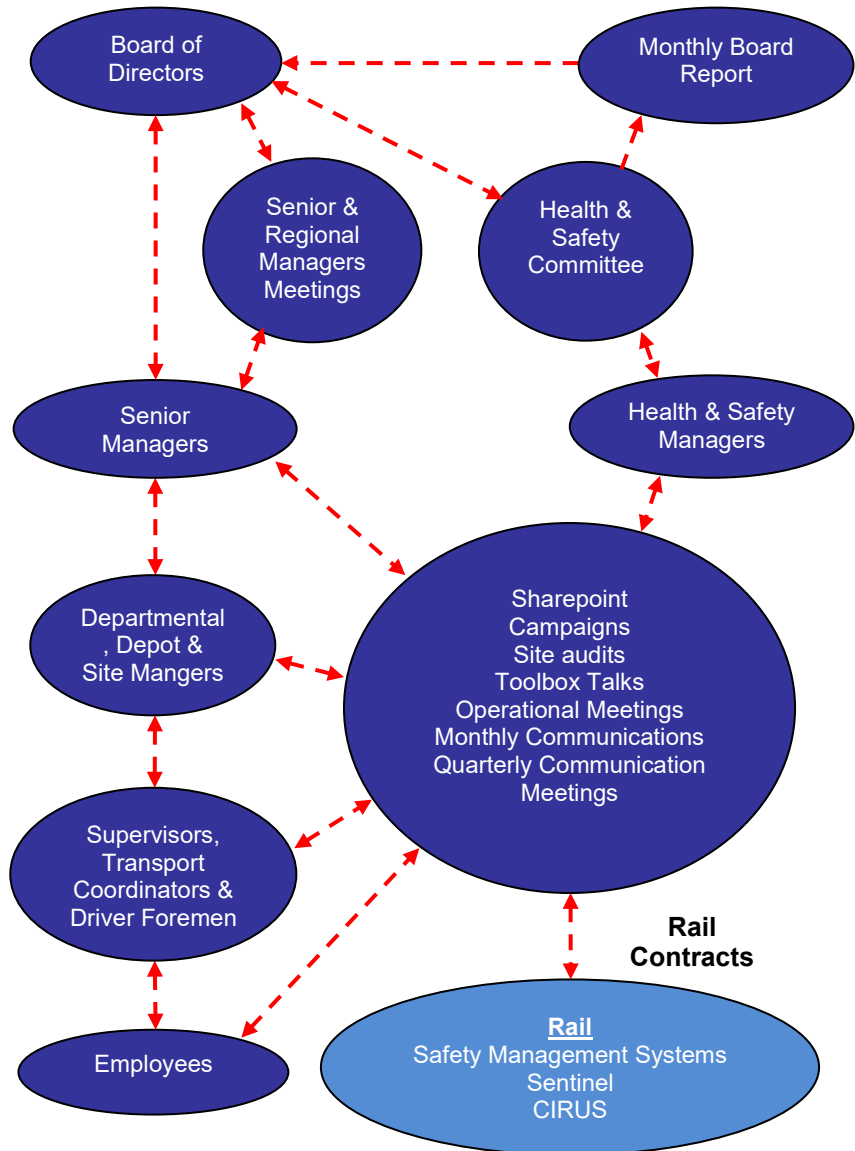 Board of
Directors
Monthly Board
Report
Senior &
Regional
Managers
Meetings
Health &
Safety
Committee
Senior
Managers
Health & Safety
Managers
Departmental
, Depot &
Site Mangers
Sharepoint
Campaigns
Site audits
Toolbox Talks
Operational Meetings
Monthly Communications
Quarterly Communication
Meetings
Supervisors,
Transport
Coordinators &
Driver Foremen
Rail
Contracts
Employees
Rail
Safety Management Systems
Sentinel
CIRUS